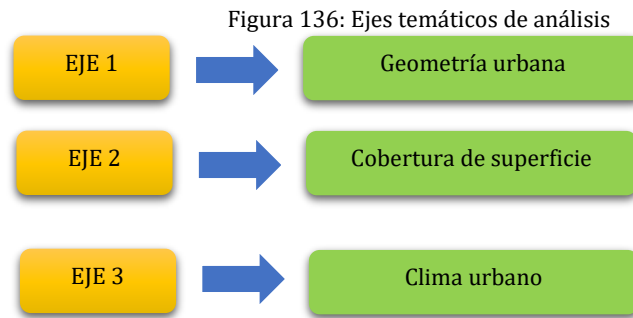 Figura 136: Ejes temáticos de análisis
EJE 1
Geometría urbana
EJE 2
Cobertura de superficie
EJE 3
Clima urbano